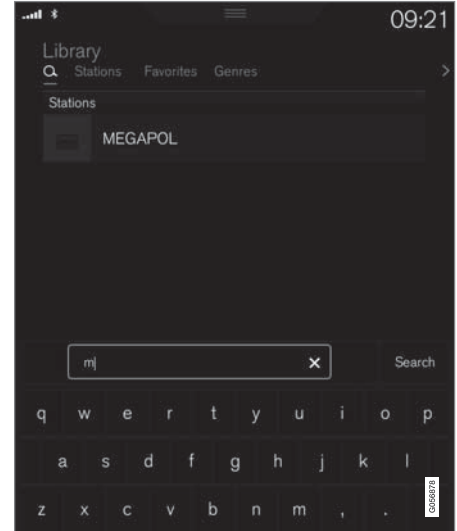 09:21
Library
Stations Favorites Genres
Stations
MEGAPOL
m
Search
q w e r t y u i o p
a s d f g h j k l
z x c v b n m , .
G056878